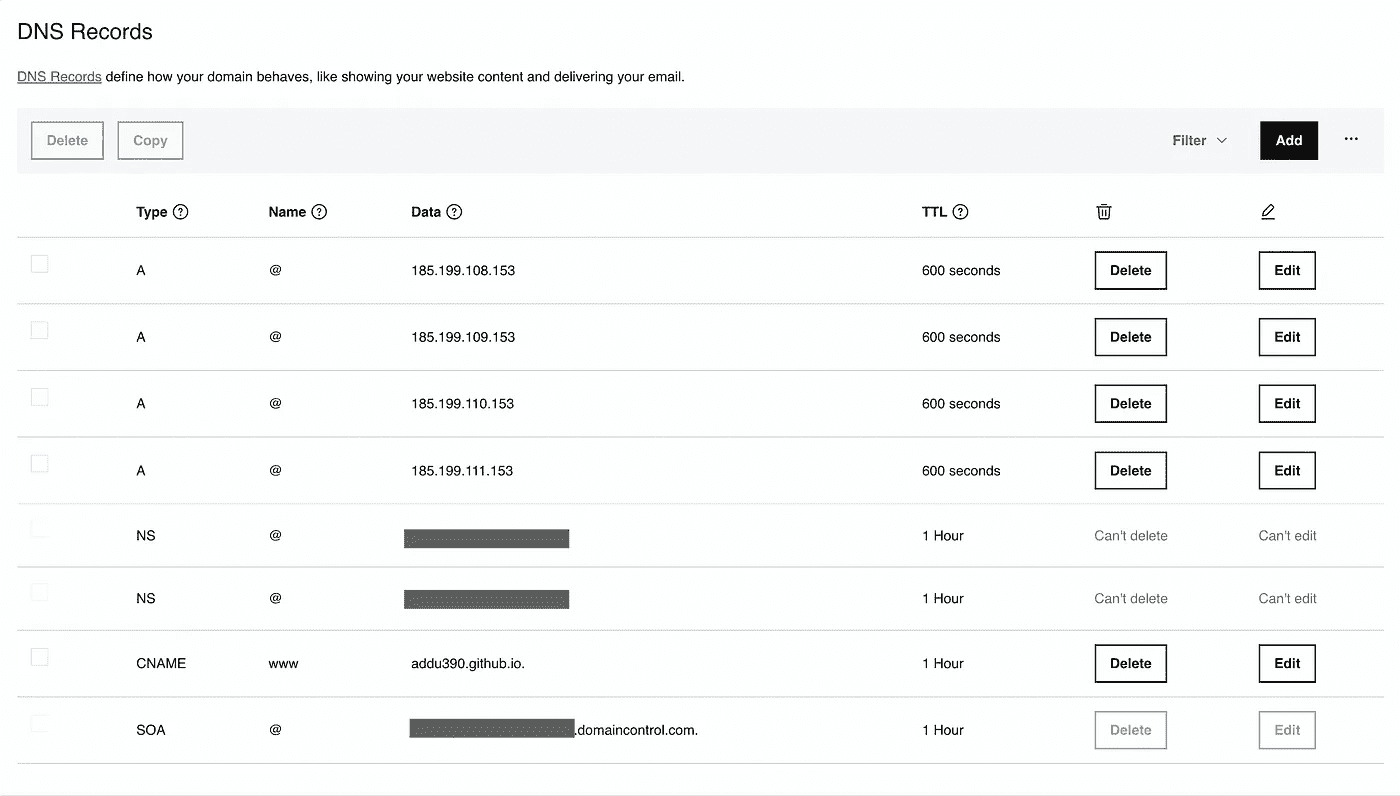 DNS Records
DNS Records define how your domain behaves, like showing your website content and delivering your email.
Delete Copy Filter Add ...
Type ? Name ? Data ? TTL ?
A @ 185.199.108.153 600 seconds Delete Edit
A @ 185.199.109.153 600 seconds Delete Edit
A @ 185.199.110.153 600 seconds Delete Edit
A @ 185.199.111.153 600 seconds Delete Edit
NS @ 1 Hour Can't delete Can't edit
NS @ 1 Hour Can't delete Can't edit
CNAME www addu390.github.io. 1 Hour Delete Edit
SOA @ .domaincontrol.com. 1 Hour Delete Edit